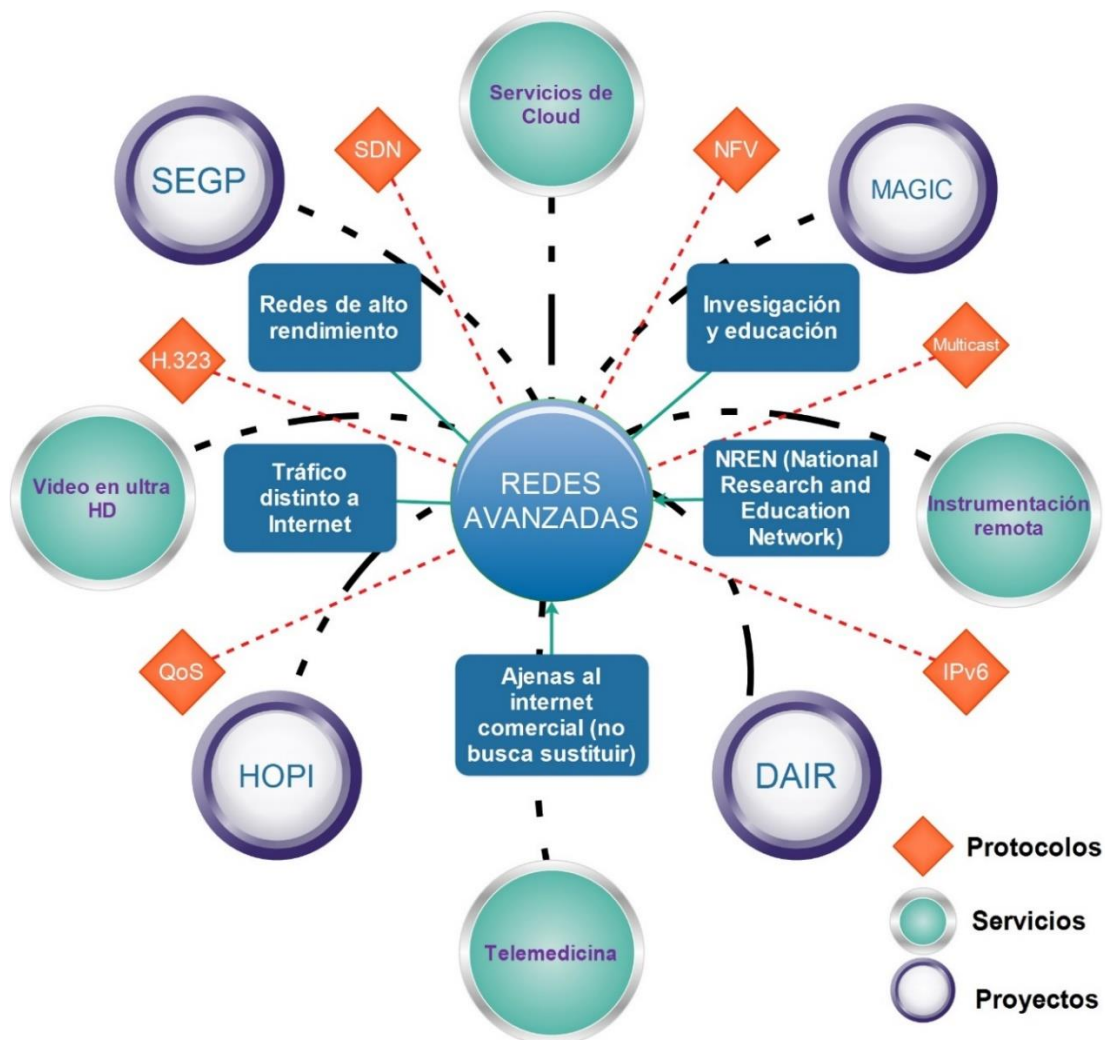 Servicios de
Cloud
SDN
NFV
SEGP
MAGIC
Redes de alto
rendimiento
Invesigación
y educación
H.323
Multicast
Video en ultra
HD
Tráfico
distinto a
Internet
REDES
AVANZADAS
NREN (National
Research and
Education
Network)
Instrumentación
remota
QoS
IPv6
Ajenas al
internet
comercial (no
busca sustituir)
HOPI
DAIR
Telemedicina
Protocolos
Servicios
Proyectos